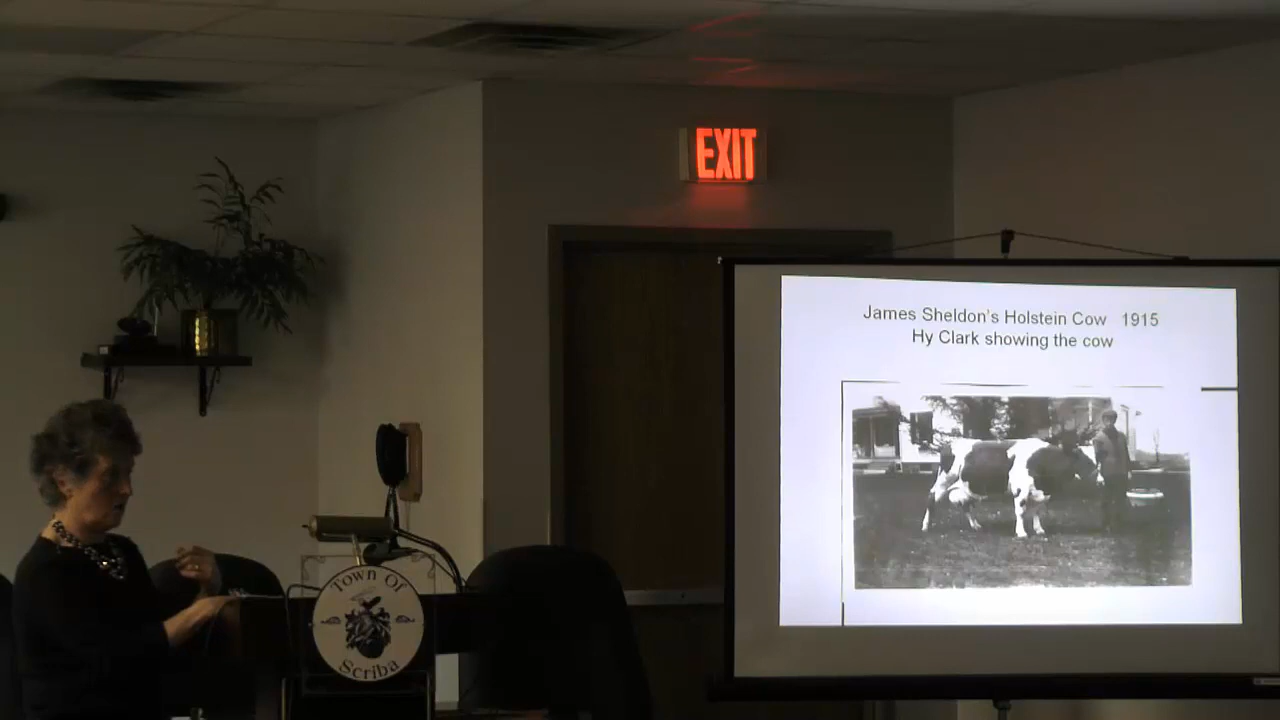 EXIT
James Sheldon's Holstein Cow 1915
Hy Clark showing the cow
Town Of
Scriba